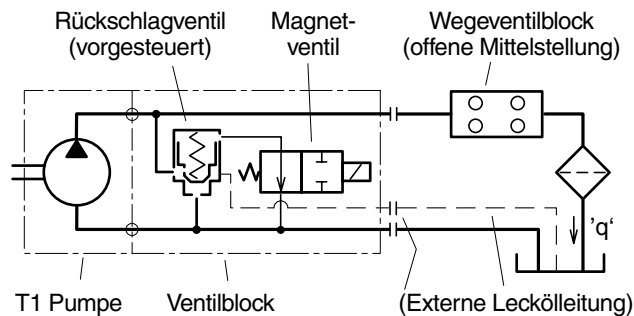 Rückschlagventil
(vorgesteuert)
Magnet-
ventil
Wegeventilblock
(offene Mittelstellung)
'q'
T1 Pumpe
Ventilblock
(Externe Leckölleitung)